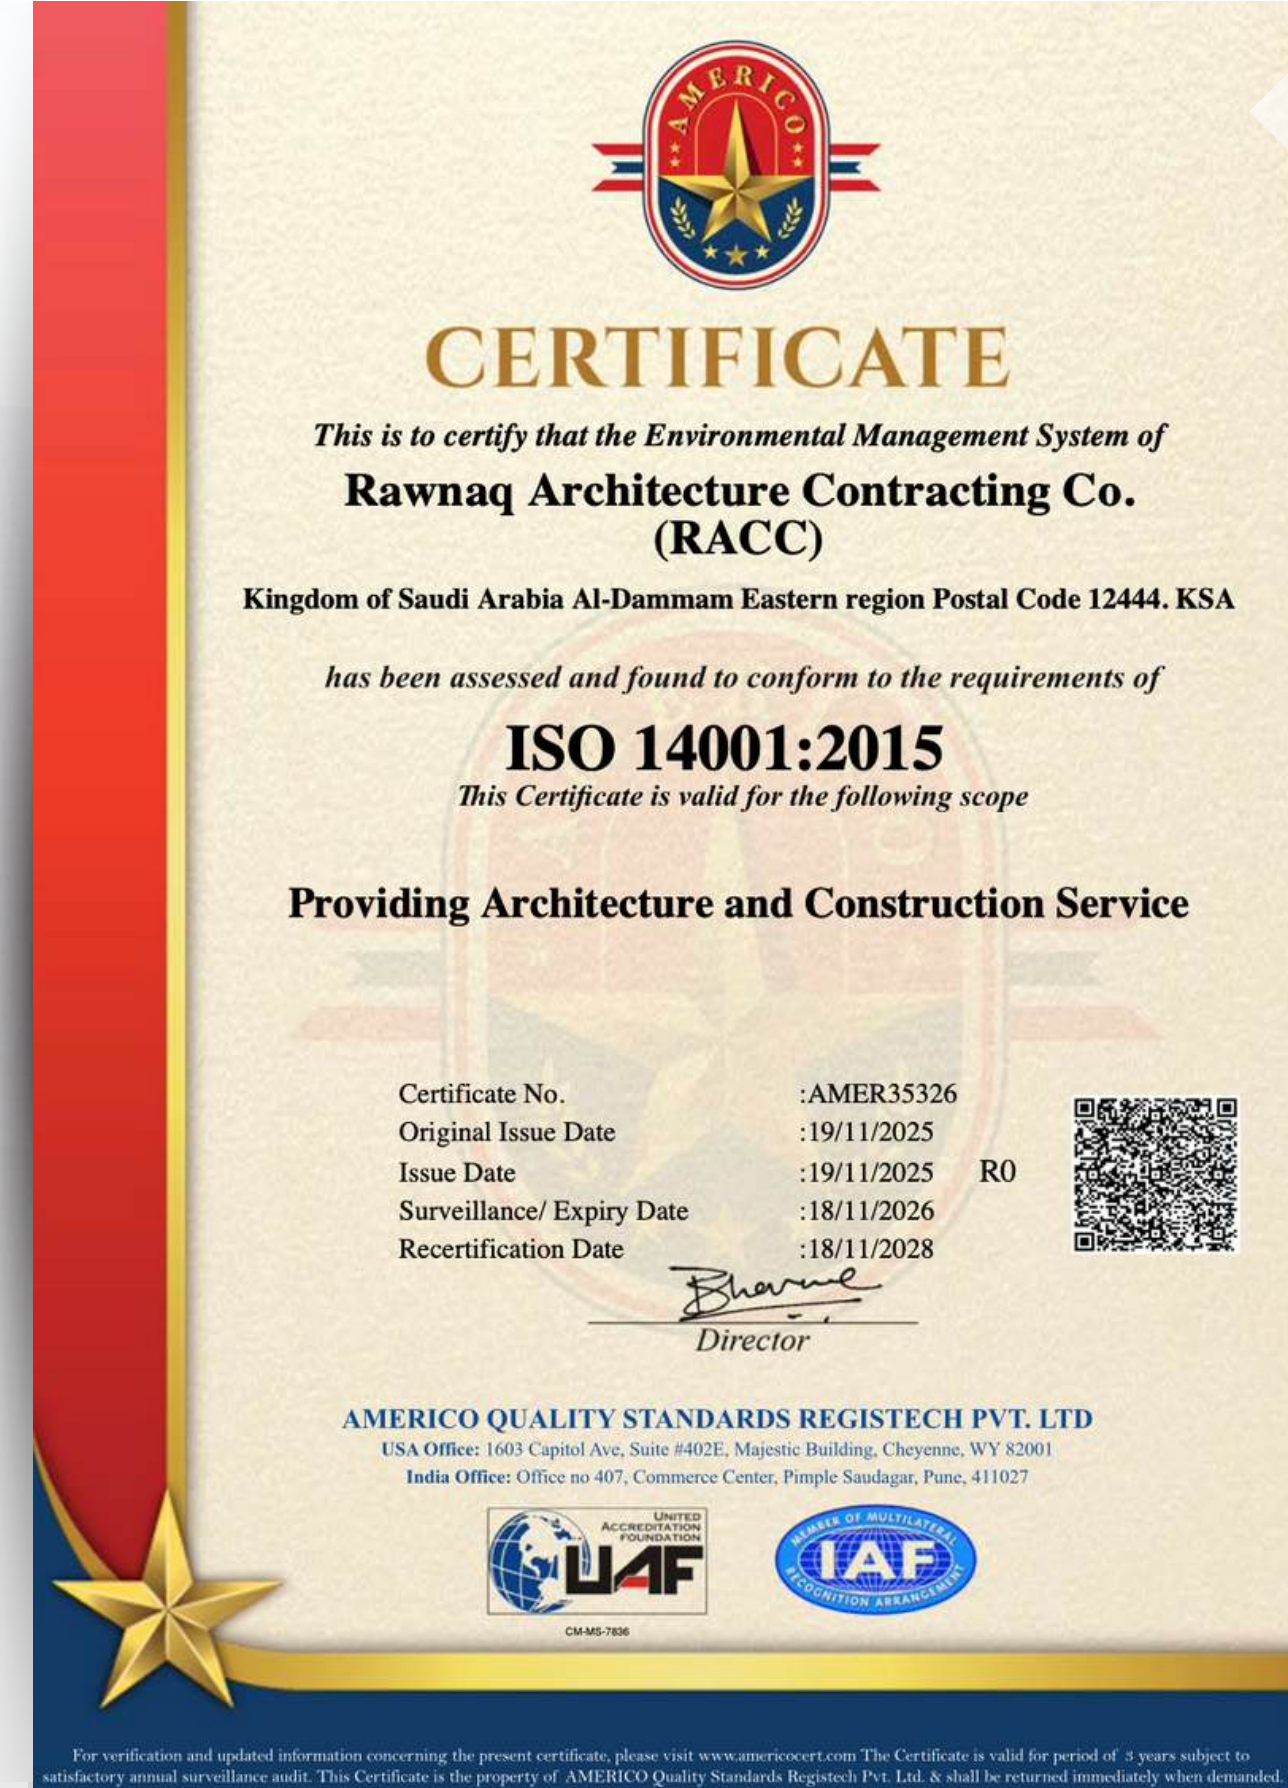 AMERICO
CERTIFICATE
This is to certify that the Environmental Management System of
Rawnaq Architecture Contracting Co.
(RACC)
Kingdom of Saudi Arabia Al-Dammam Eastern region Postal Code 12444. KSA
has been assessed and found to conform to the requirements of
ISO 14001:2015
This Certificate is valid for the following scope
Providing Architecture and Construction Service
Certificate No. :AMER35326
Original Issue Date :19/11/2025
Issue Date :19/11/2025 R0
Surveillance/ Expiry Date :18/11/2026
Recertification Date :18/11/2028
Director
AMERICO QUALITY STANDARDS REGISTECH PVT. LTD
USA Office: 1603 Capitol Ave, Suite #402E, Majestic Building, Cheyenne, WY 82001
India Office: Office no 407, Commerce Center, Pimple Saudagar, Pune, 411027
UNITED
ACCREDITATION
FOUNDATION
UAF
CM-MS-7836
MEMBER OF MULTILATERAL
IAF
RECOGNITION ARRANGEMENT
For verification and updated information concerning the present certificate, please visit www.americocert.com The Certificate is valid for period of 3 years subject to
satisfactory annual surveillance audit. This Certificate is the property of AMERICO Quality Standards Registech Pvt. Ltd. & shall be returned immediately when demanded